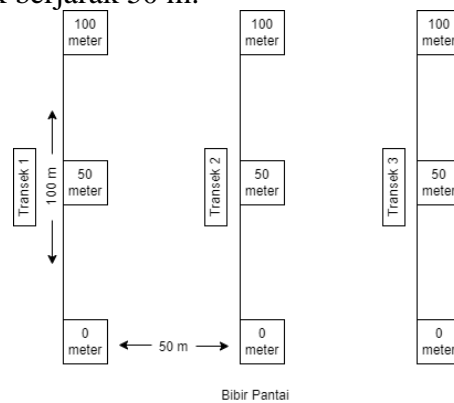 berjarak 50 m.
100
meter
100
meter
100
meter
Transek 1
100 m
50
meter
Transek 2
50
meter
Transek 3
50
meter
0
meter
50 m
0
meter
0
meter
Bibir Pantai